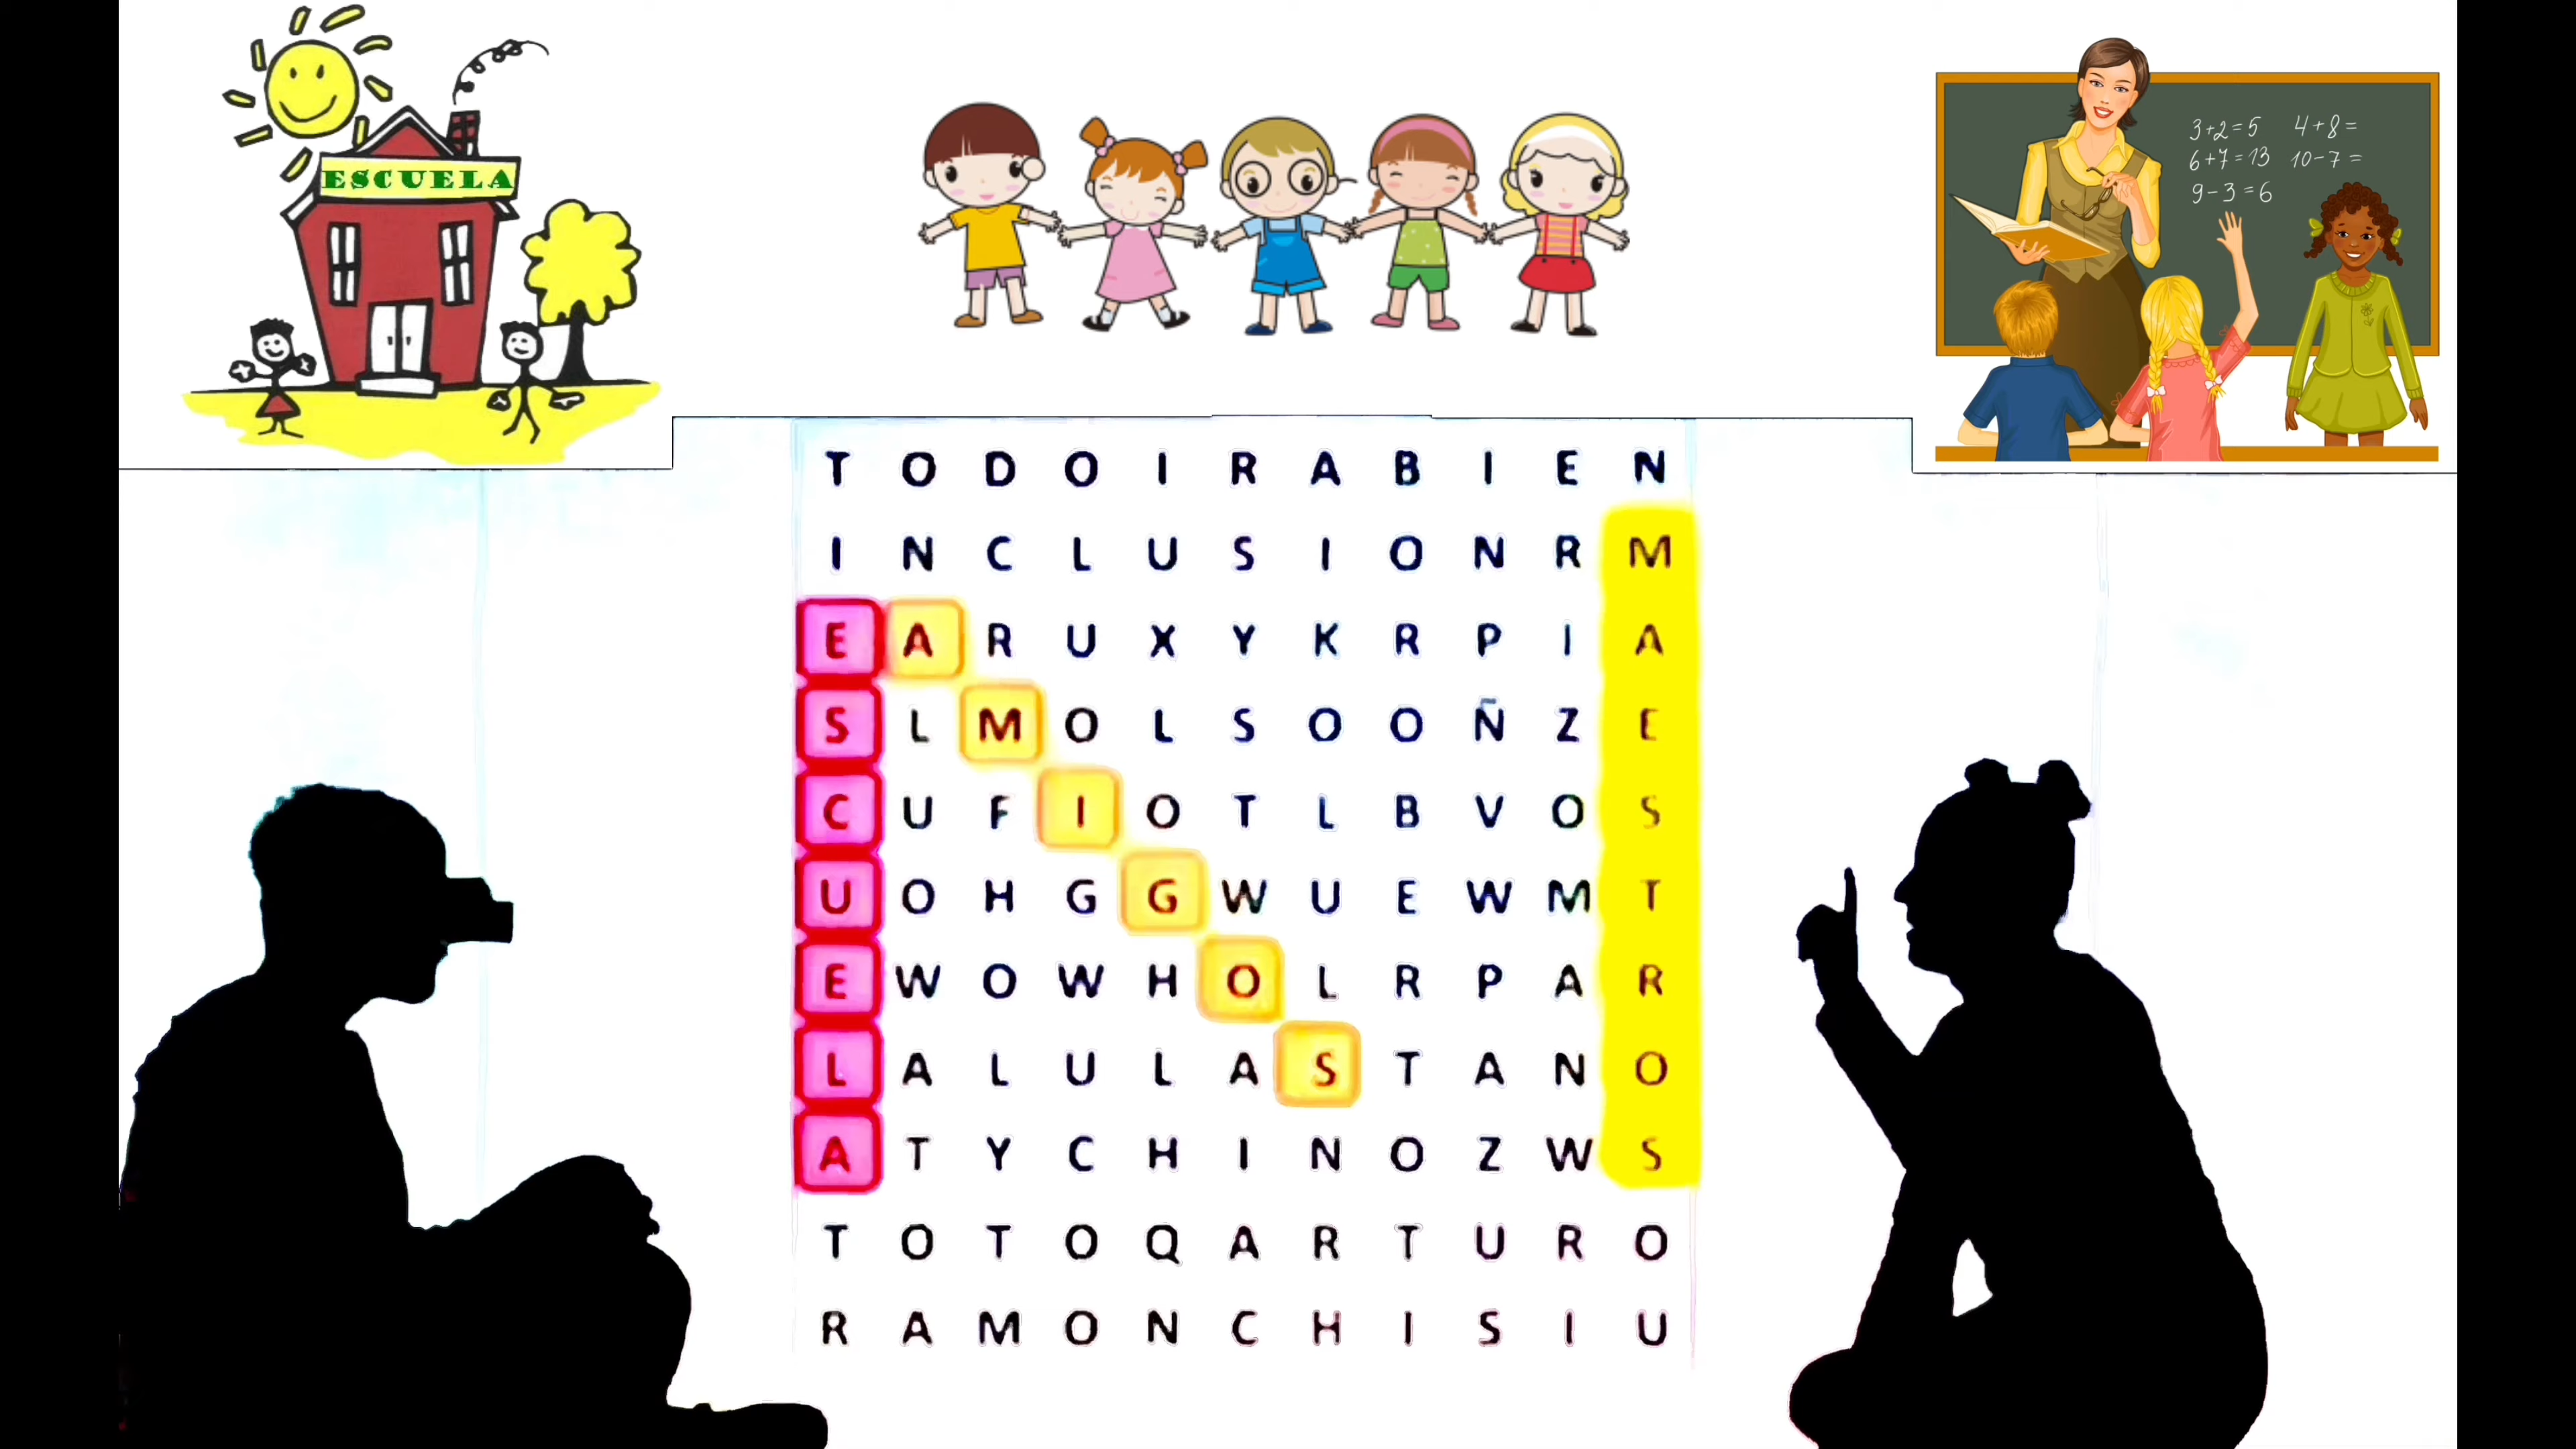 ESCUELA
3+2=5 4+8=
6+7=13 10-7=
9-3=6
T O D O I R A B I E N
I N C L U S I O N R M
E A R U X Y K R P I A
S L M O L S O O Ñ Z E
C U F I O T L B V O S
U O H G G W U E W M T
E W O W H O L R P A R
L A L U L A S T A N O
A T Y C H I N O Z W S
T O T O Q A R T U R O
R A M O N C H I S I U